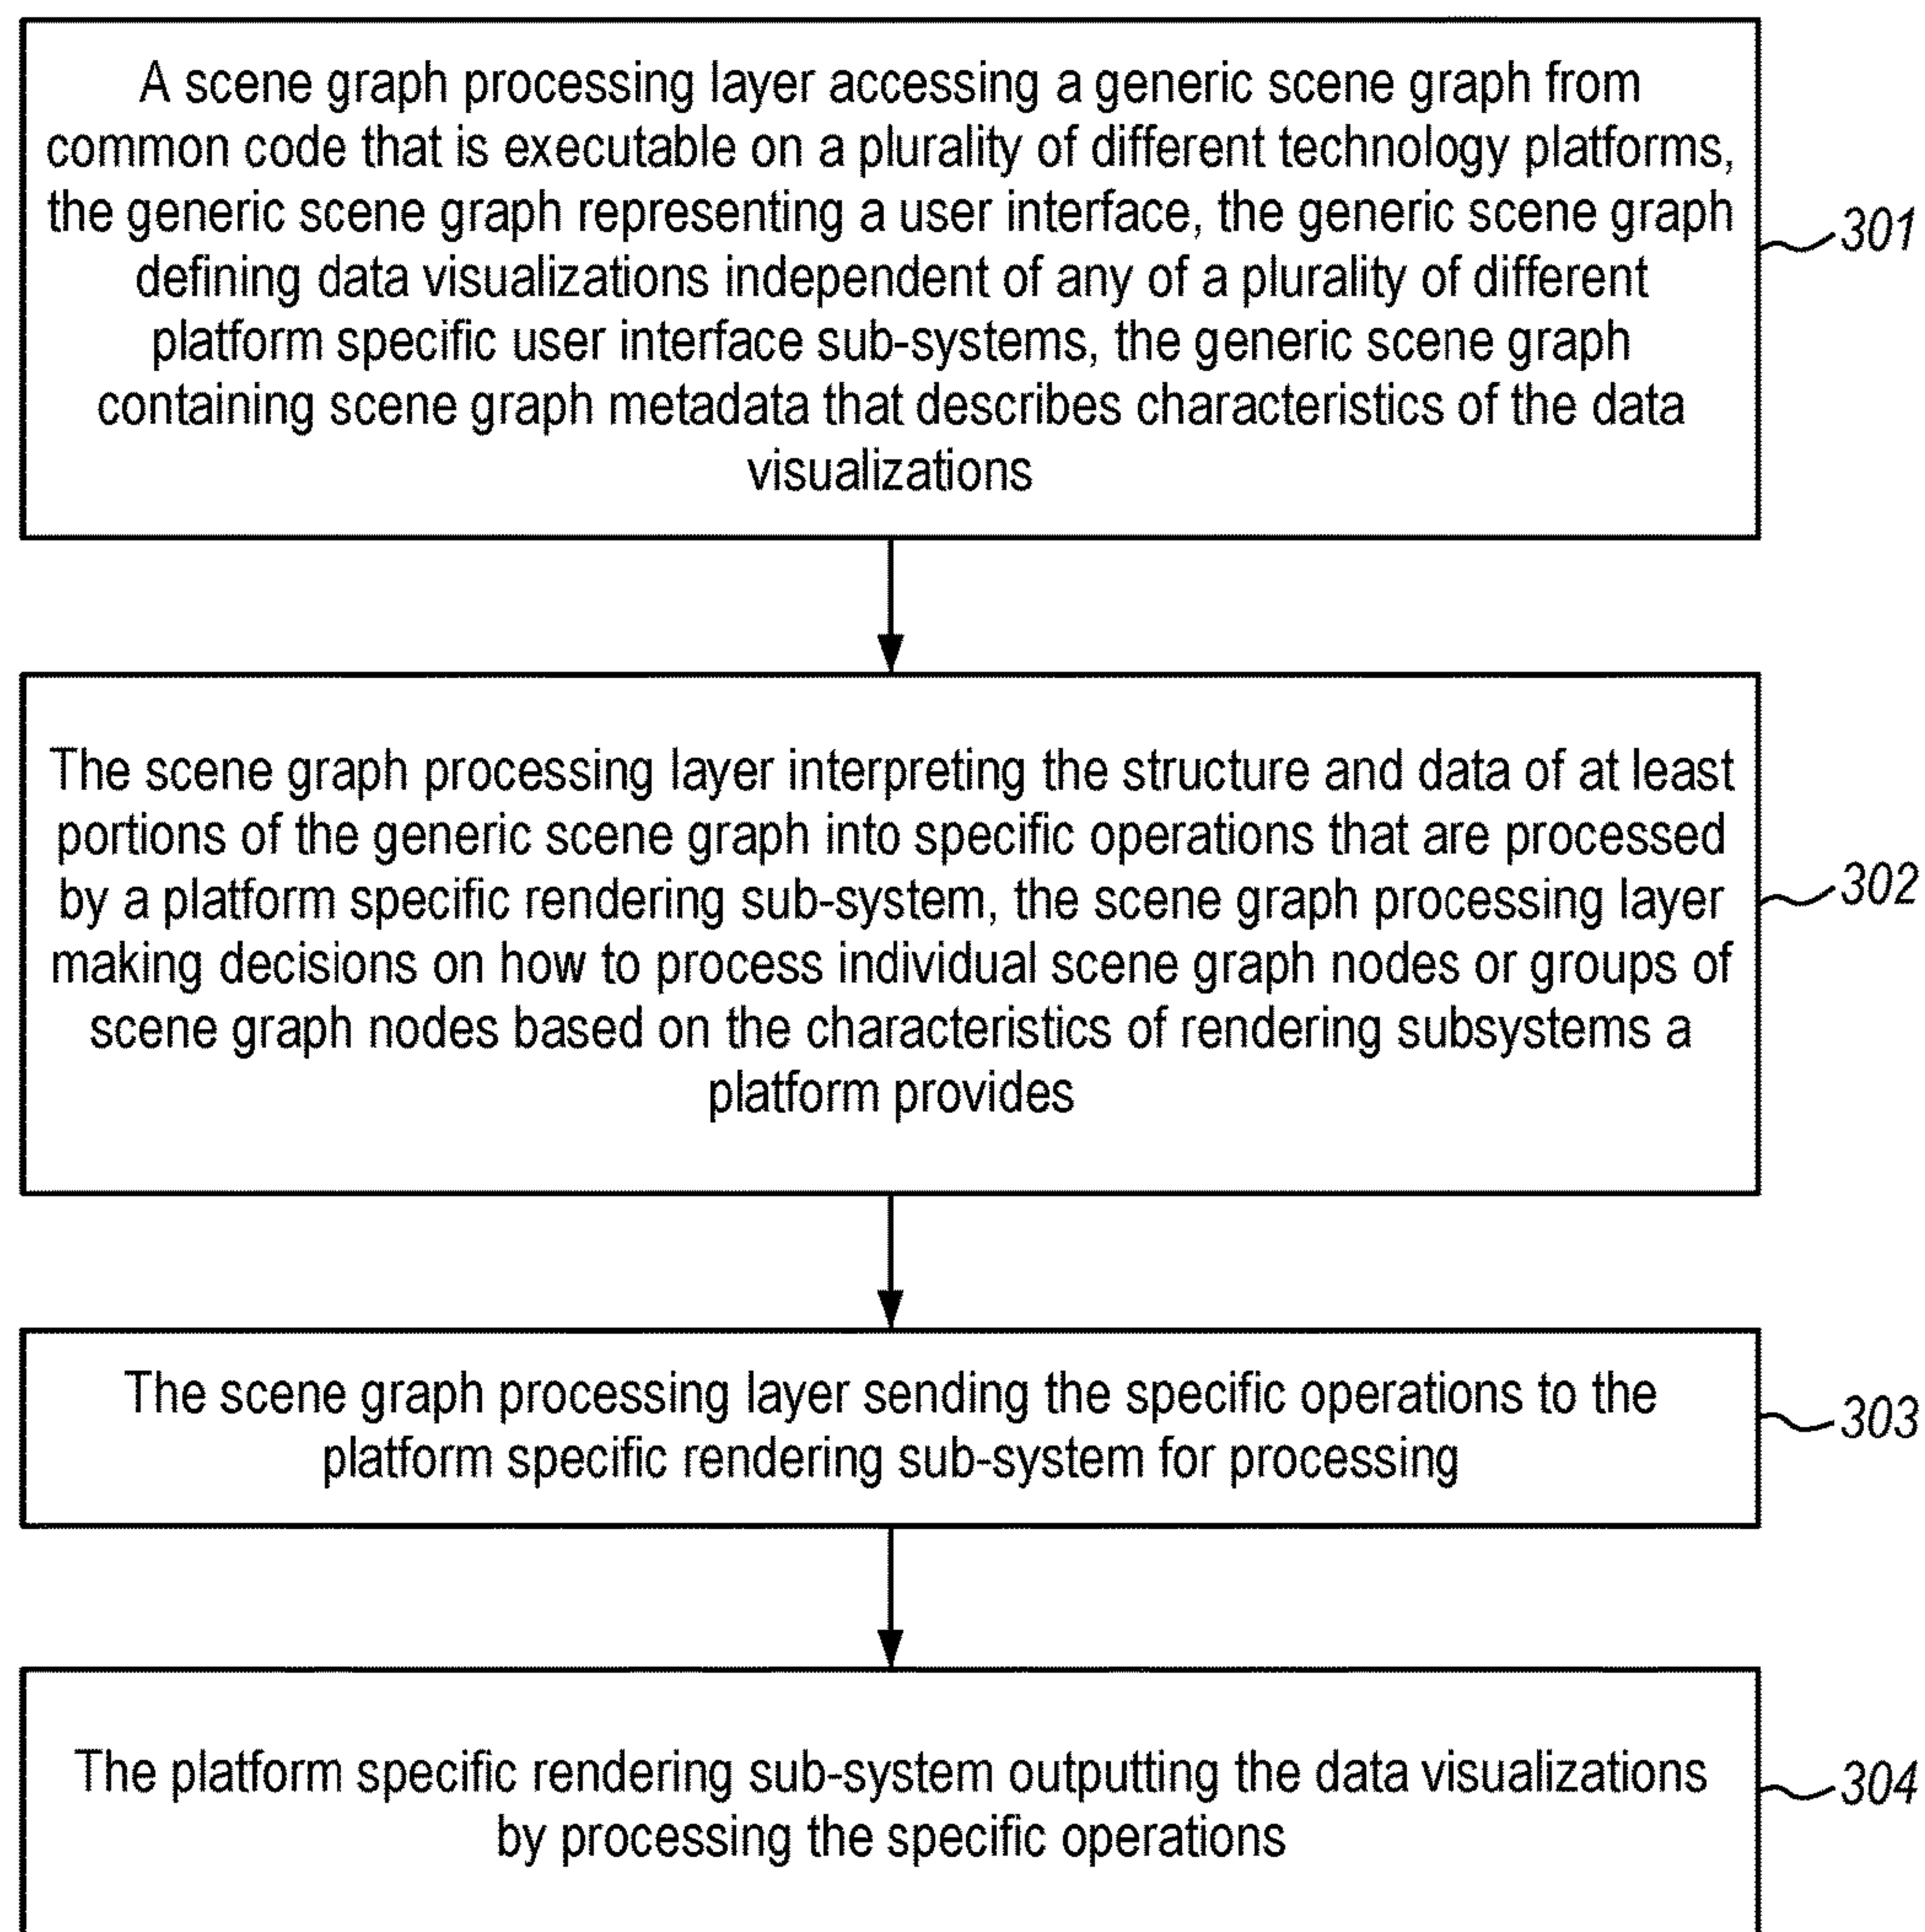 A scene graph processing layer accessing a generic scene graph from
common code that is executable on a plurality of different technology platforms,
the generic scene graph representing a user interface, the generic scene graph
defining data visualizations independent of any of a plurality of different
platform specific user interface sub-systems, the generic scene graph
containing scene graph metadata that describes characteristics of the data
visualizations
301
The scene graph processing layer interpreting the structure and data of at least
portions of the generic scene graph into specific operations that are processed
by a platform specific rendering sub-system, the scene graph processing layer
making decisions on how to process individual scene graph nodes or groups of
scene graph nodes based on the characteristics of rendering subsystems a
platform provides
302
The scene graph processing layer sending the specific operations to the
platform specific rendering sub-system for processing
303
The platform specific rendering sub-system outputting the data visualizations
by processing the specific operations
304